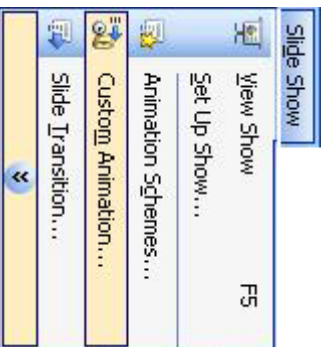 Slide Show
View Show F5
Set Up Show...
Animation Schemes...
Custom Animation...
Slide Transition...